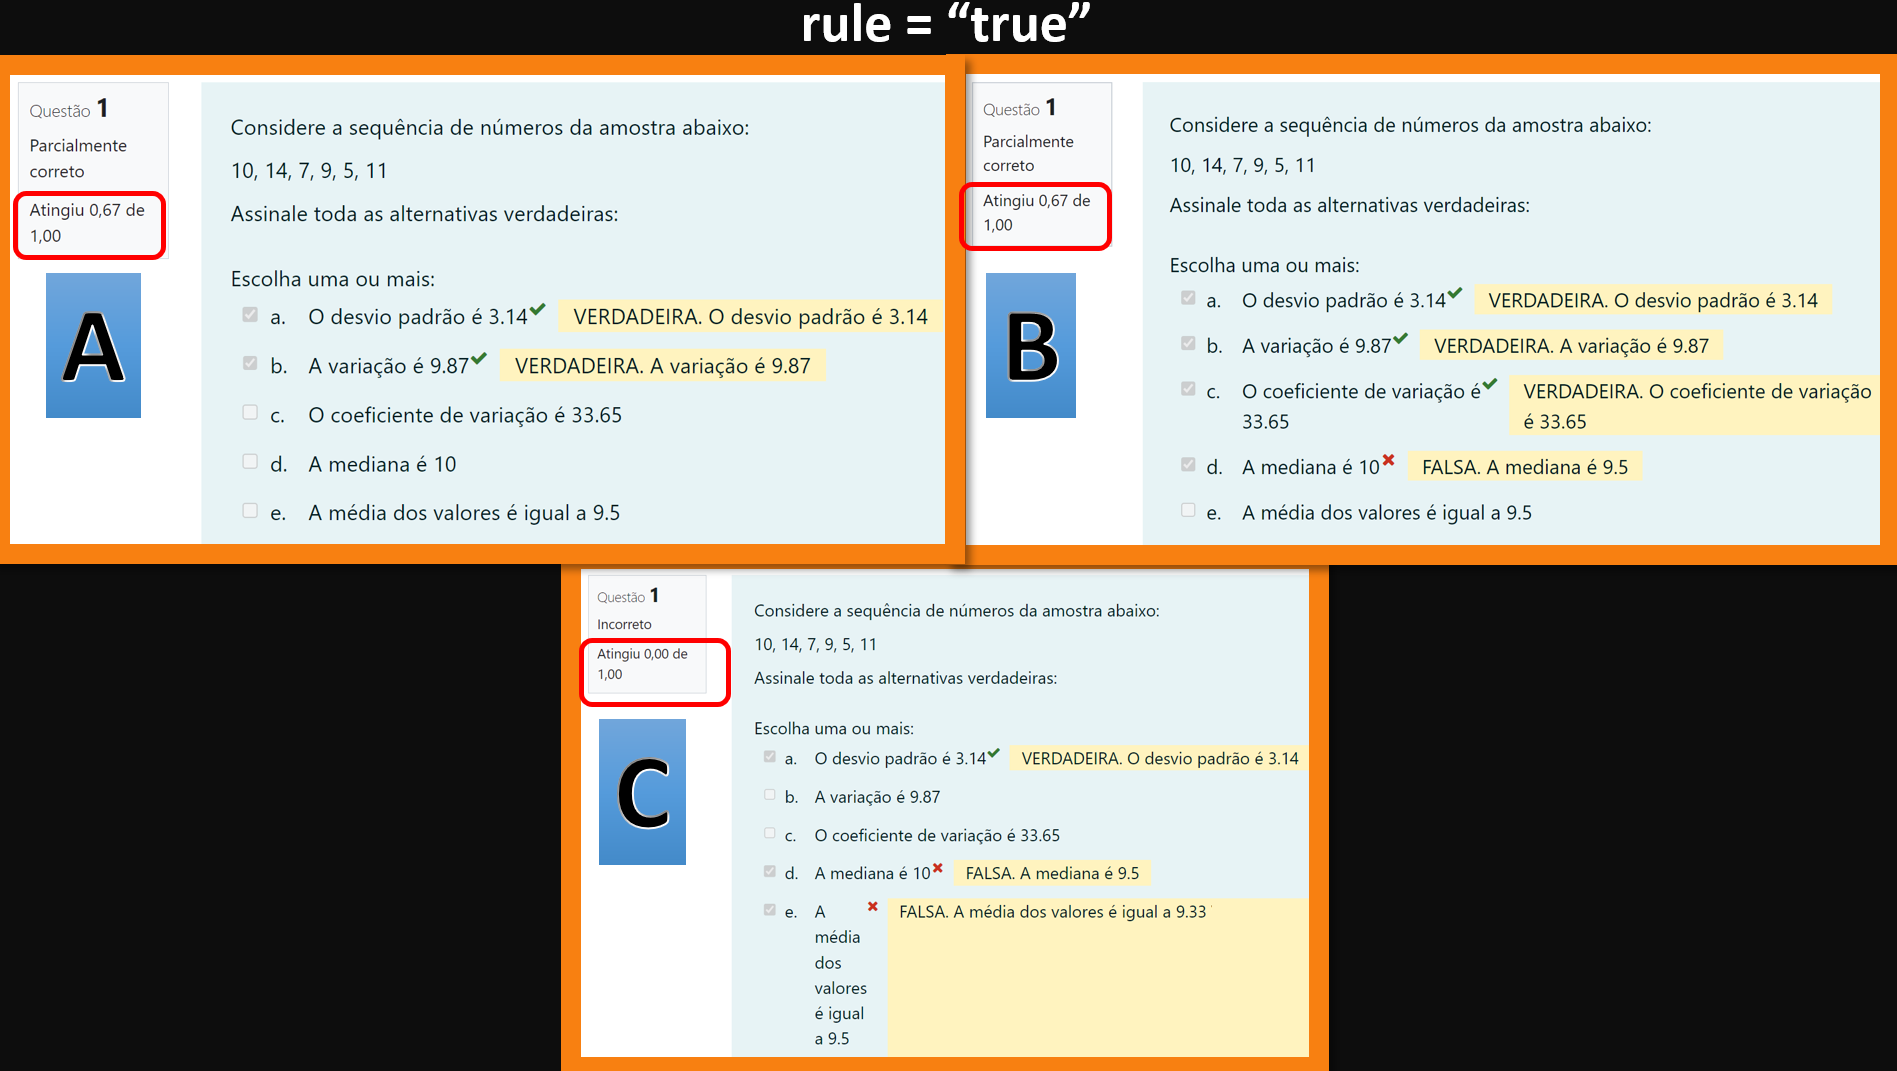 rule = “true”
Questão 1
Parcialmente
correto
Atingiu 0,67 de
1,00
A
Considere a sequência de números da amostra abaixo:
10, 14, 7, 9, 5, 11
Assinale toda as alternativas verdadeiras:
Escolha uma ou mais:
a. O desvio padrão é 3.14 VERDADEIRA. O desvio padrão é 3.14
b. A variação é 9.87 VERDADEIRA. A variação é 9.87
c. O coeficiente de variação é 33.65
d. A mediana é 10
e. A média dos valores é igual a 9.5
Questão 1
Parcialmente
correto
Atingiu 0,67 de
1,00
B
Considere a sequência de números da amostra abaixo:
10, 14, 7, 9, 5, 11
Assinale toda as alternativas verdadeiras:
Escolha uma ou mais:
a. O desvio padrão é 3.14 VERDADEIRA. O desvio padrão é 3.14
b. A variação é 9.87 VERDADEIRA. A variação é 9.87
c. O coeficiente de variação é VERDADEIRA. O coeficiente de variação
33.65 é 33.65
d. A mediana é 10 FALSA. A mediana é 9.5
e. A média dos valores é igual a 9.5
Questão 1
Incorreto
Atingiu 0,00 de
1,00
C
Considere a sequência de números da amostra abaixo:
10, 14, 7, 9, 5, 11
Assinale toda as alternativas verdadeiras:
Escolha uma ou mais:
a. O desvio padrão é 3.14 VERDADEIRA. O desvio padrão é 3.14
b. A variação é 9.87
c. O coeficiente de variação é 33.65
d. A mediana é 10 FALSA. A mediana é 9.5
e. A FALSA. A média dos valores é igual a 9.33
média
dos
valores
é igual
a 9.5